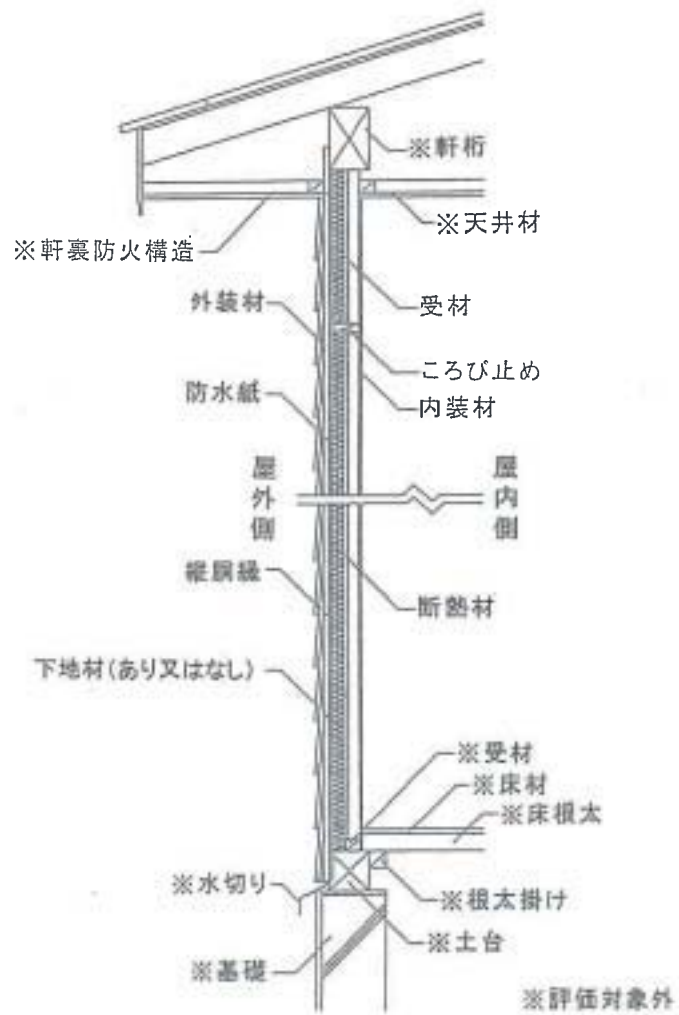 ※軒桁
※天井材
※軒裏防火構造
外装材
受材
ころび止め
防水紙
内装材
屋外側
屋内側
縦胴縁
断熱材
下地材(あり又はなし)
※受材
※床材
※床根太
※水切り
※根太掛け
※土台
※基礎
※評価対象外